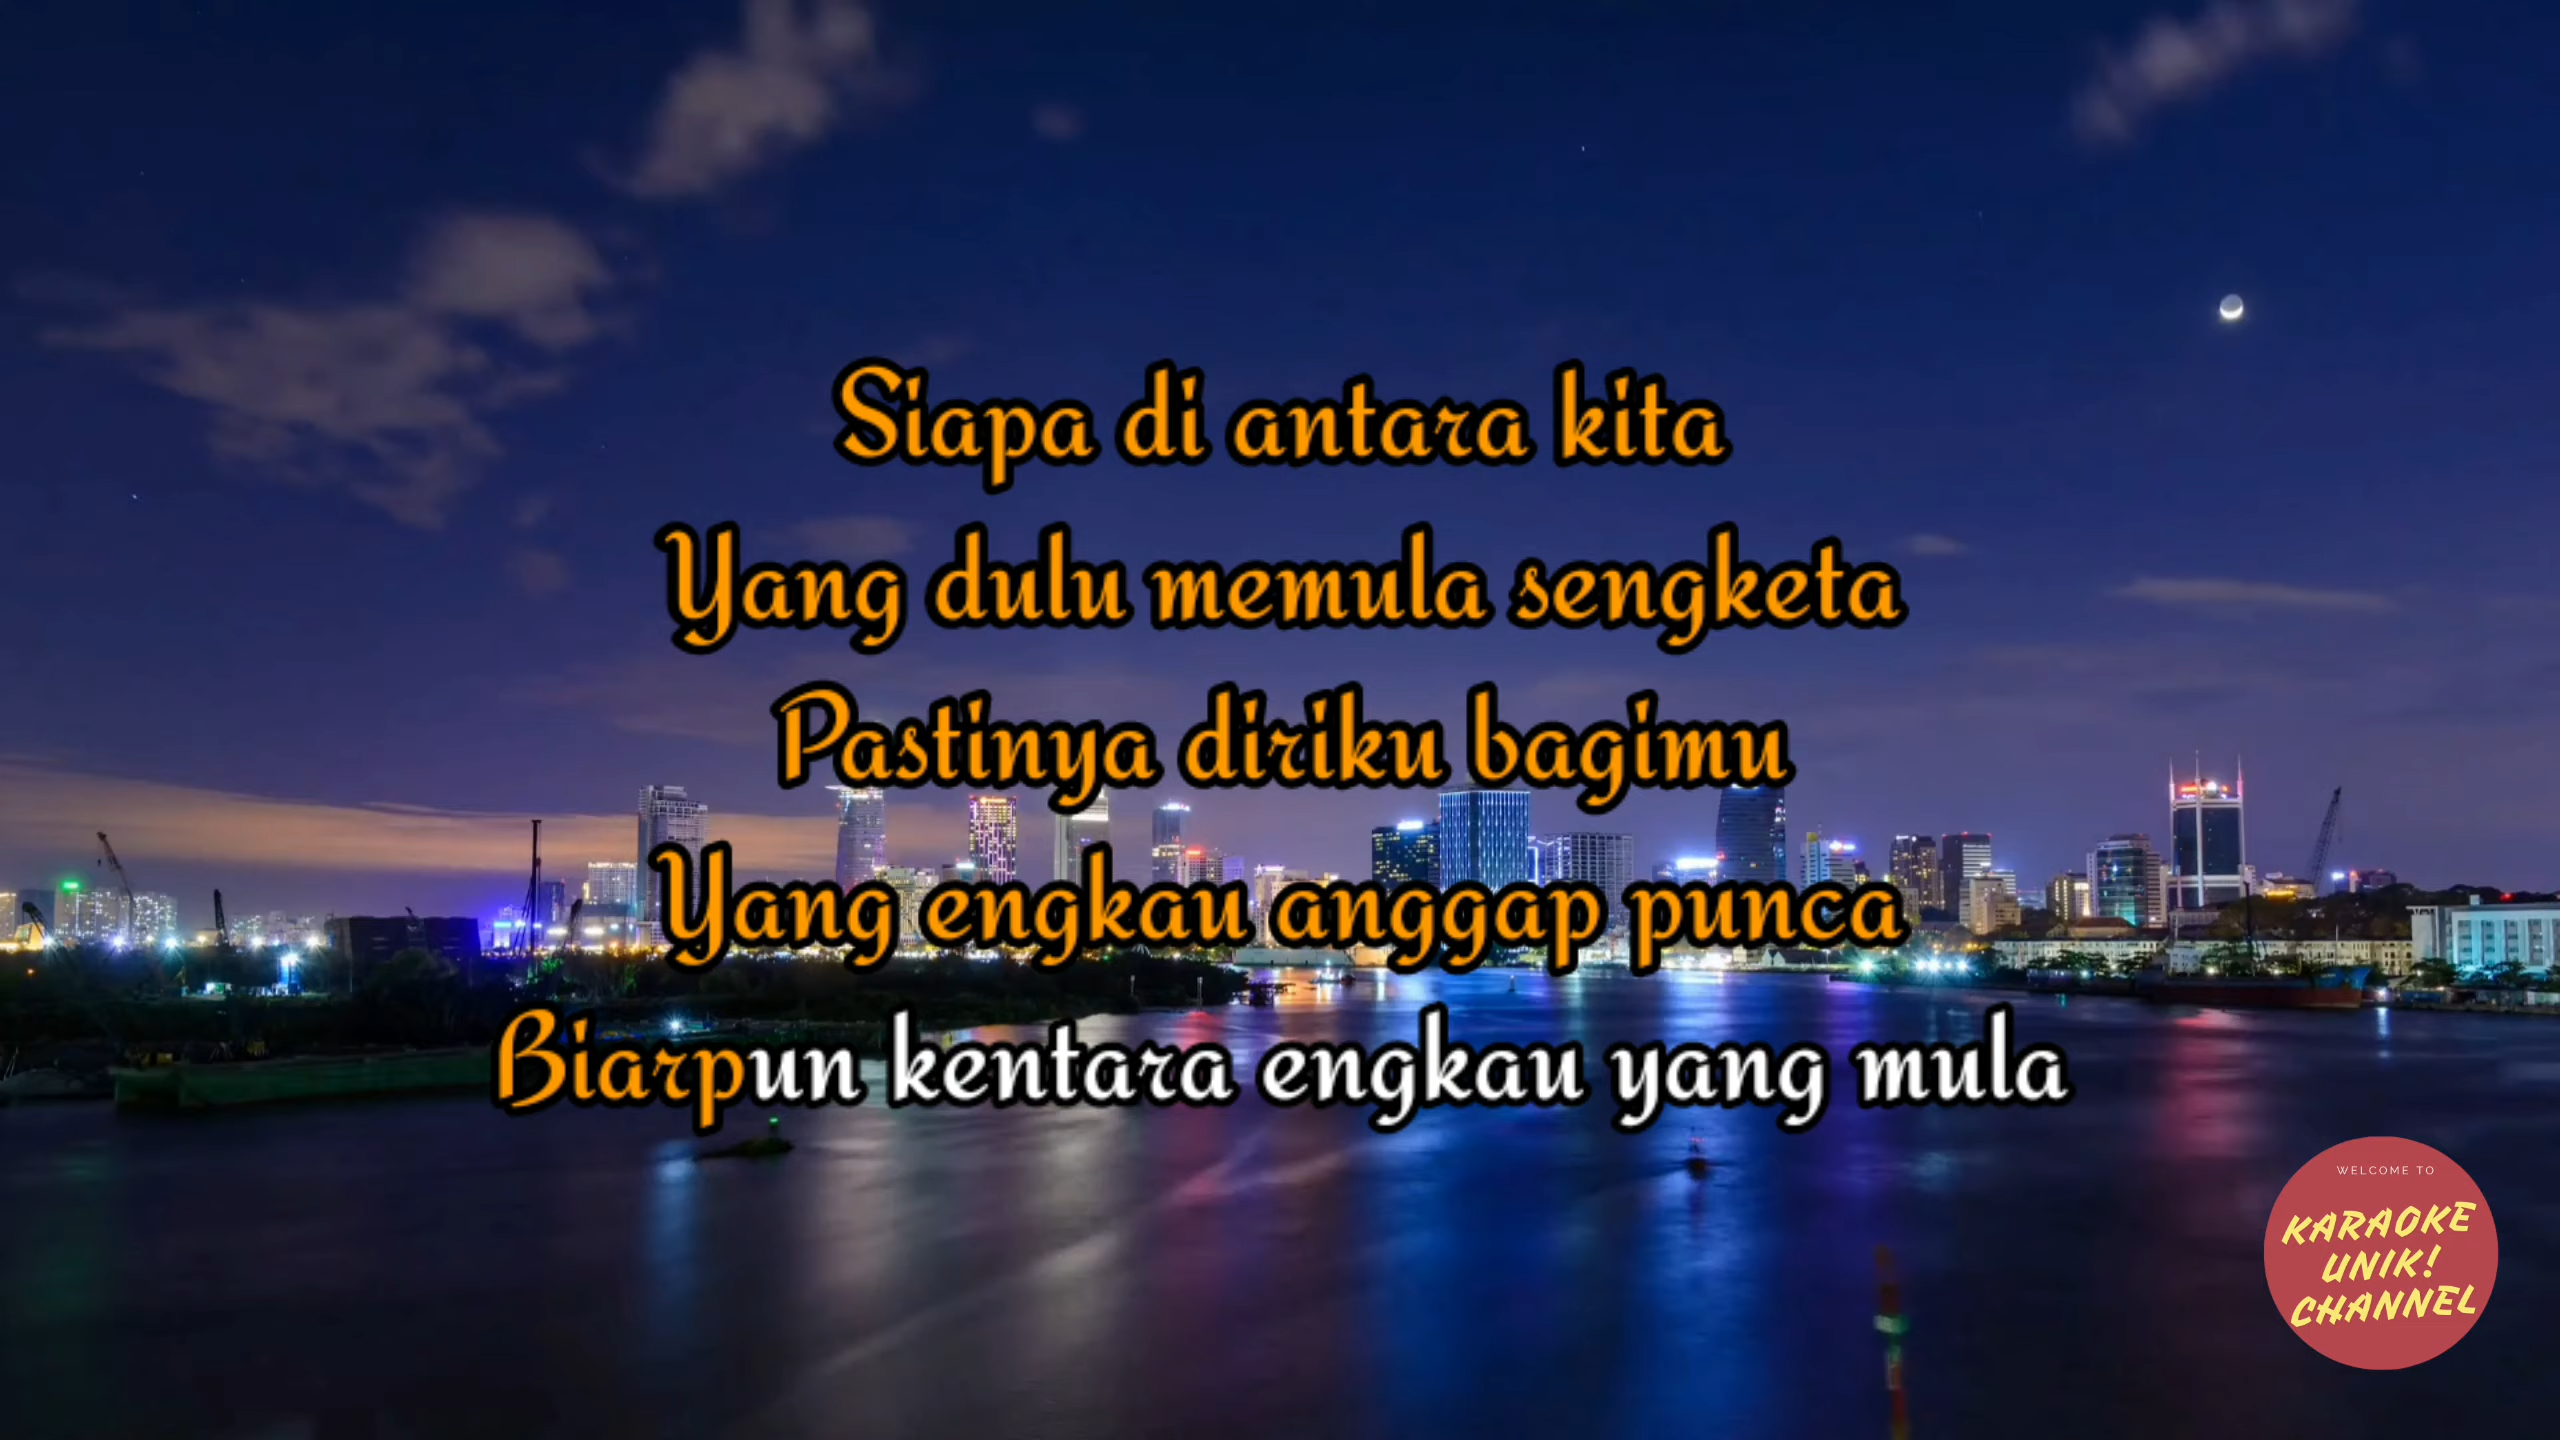 Siapa di antara kita
Yang dulu memula sengketa
Pastinya diriku bagimu
Yang engkau anggap punca
Biarpun kentara engkau yang mula
WELCOME TO
KARAOKE
UNIK!
CHANNEL